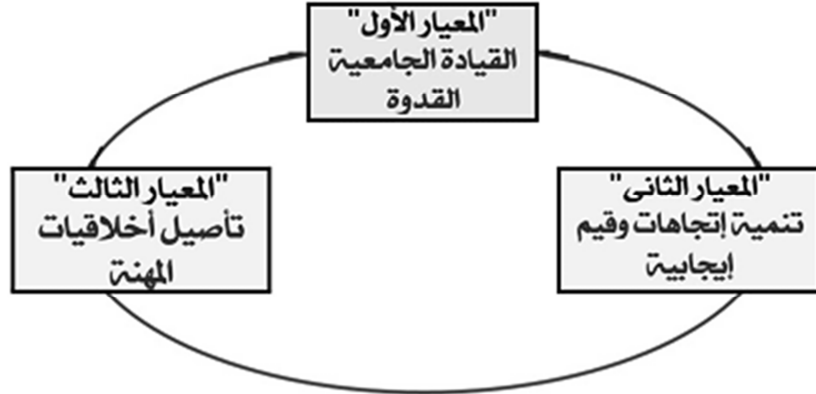 "المعيار الأول"
القيادة الجامعية
القدوة
"المعيار الثانى"
تنمية إتجاهات وقيم
إيجابية
"المعيار الثالث"
تأصيل أخلاقيات
المهنة